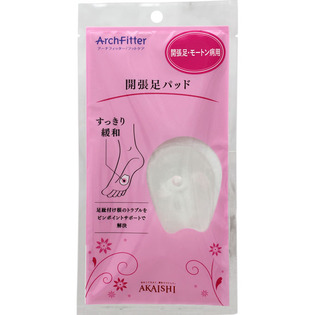 ArchFitter
アーチフィッター/フットケア
開張足・モートン病用
開張足パッド
すっきり
緩和
足紋付け根のトラブルを
ピンポイントサポートで
解決
AKAISHI